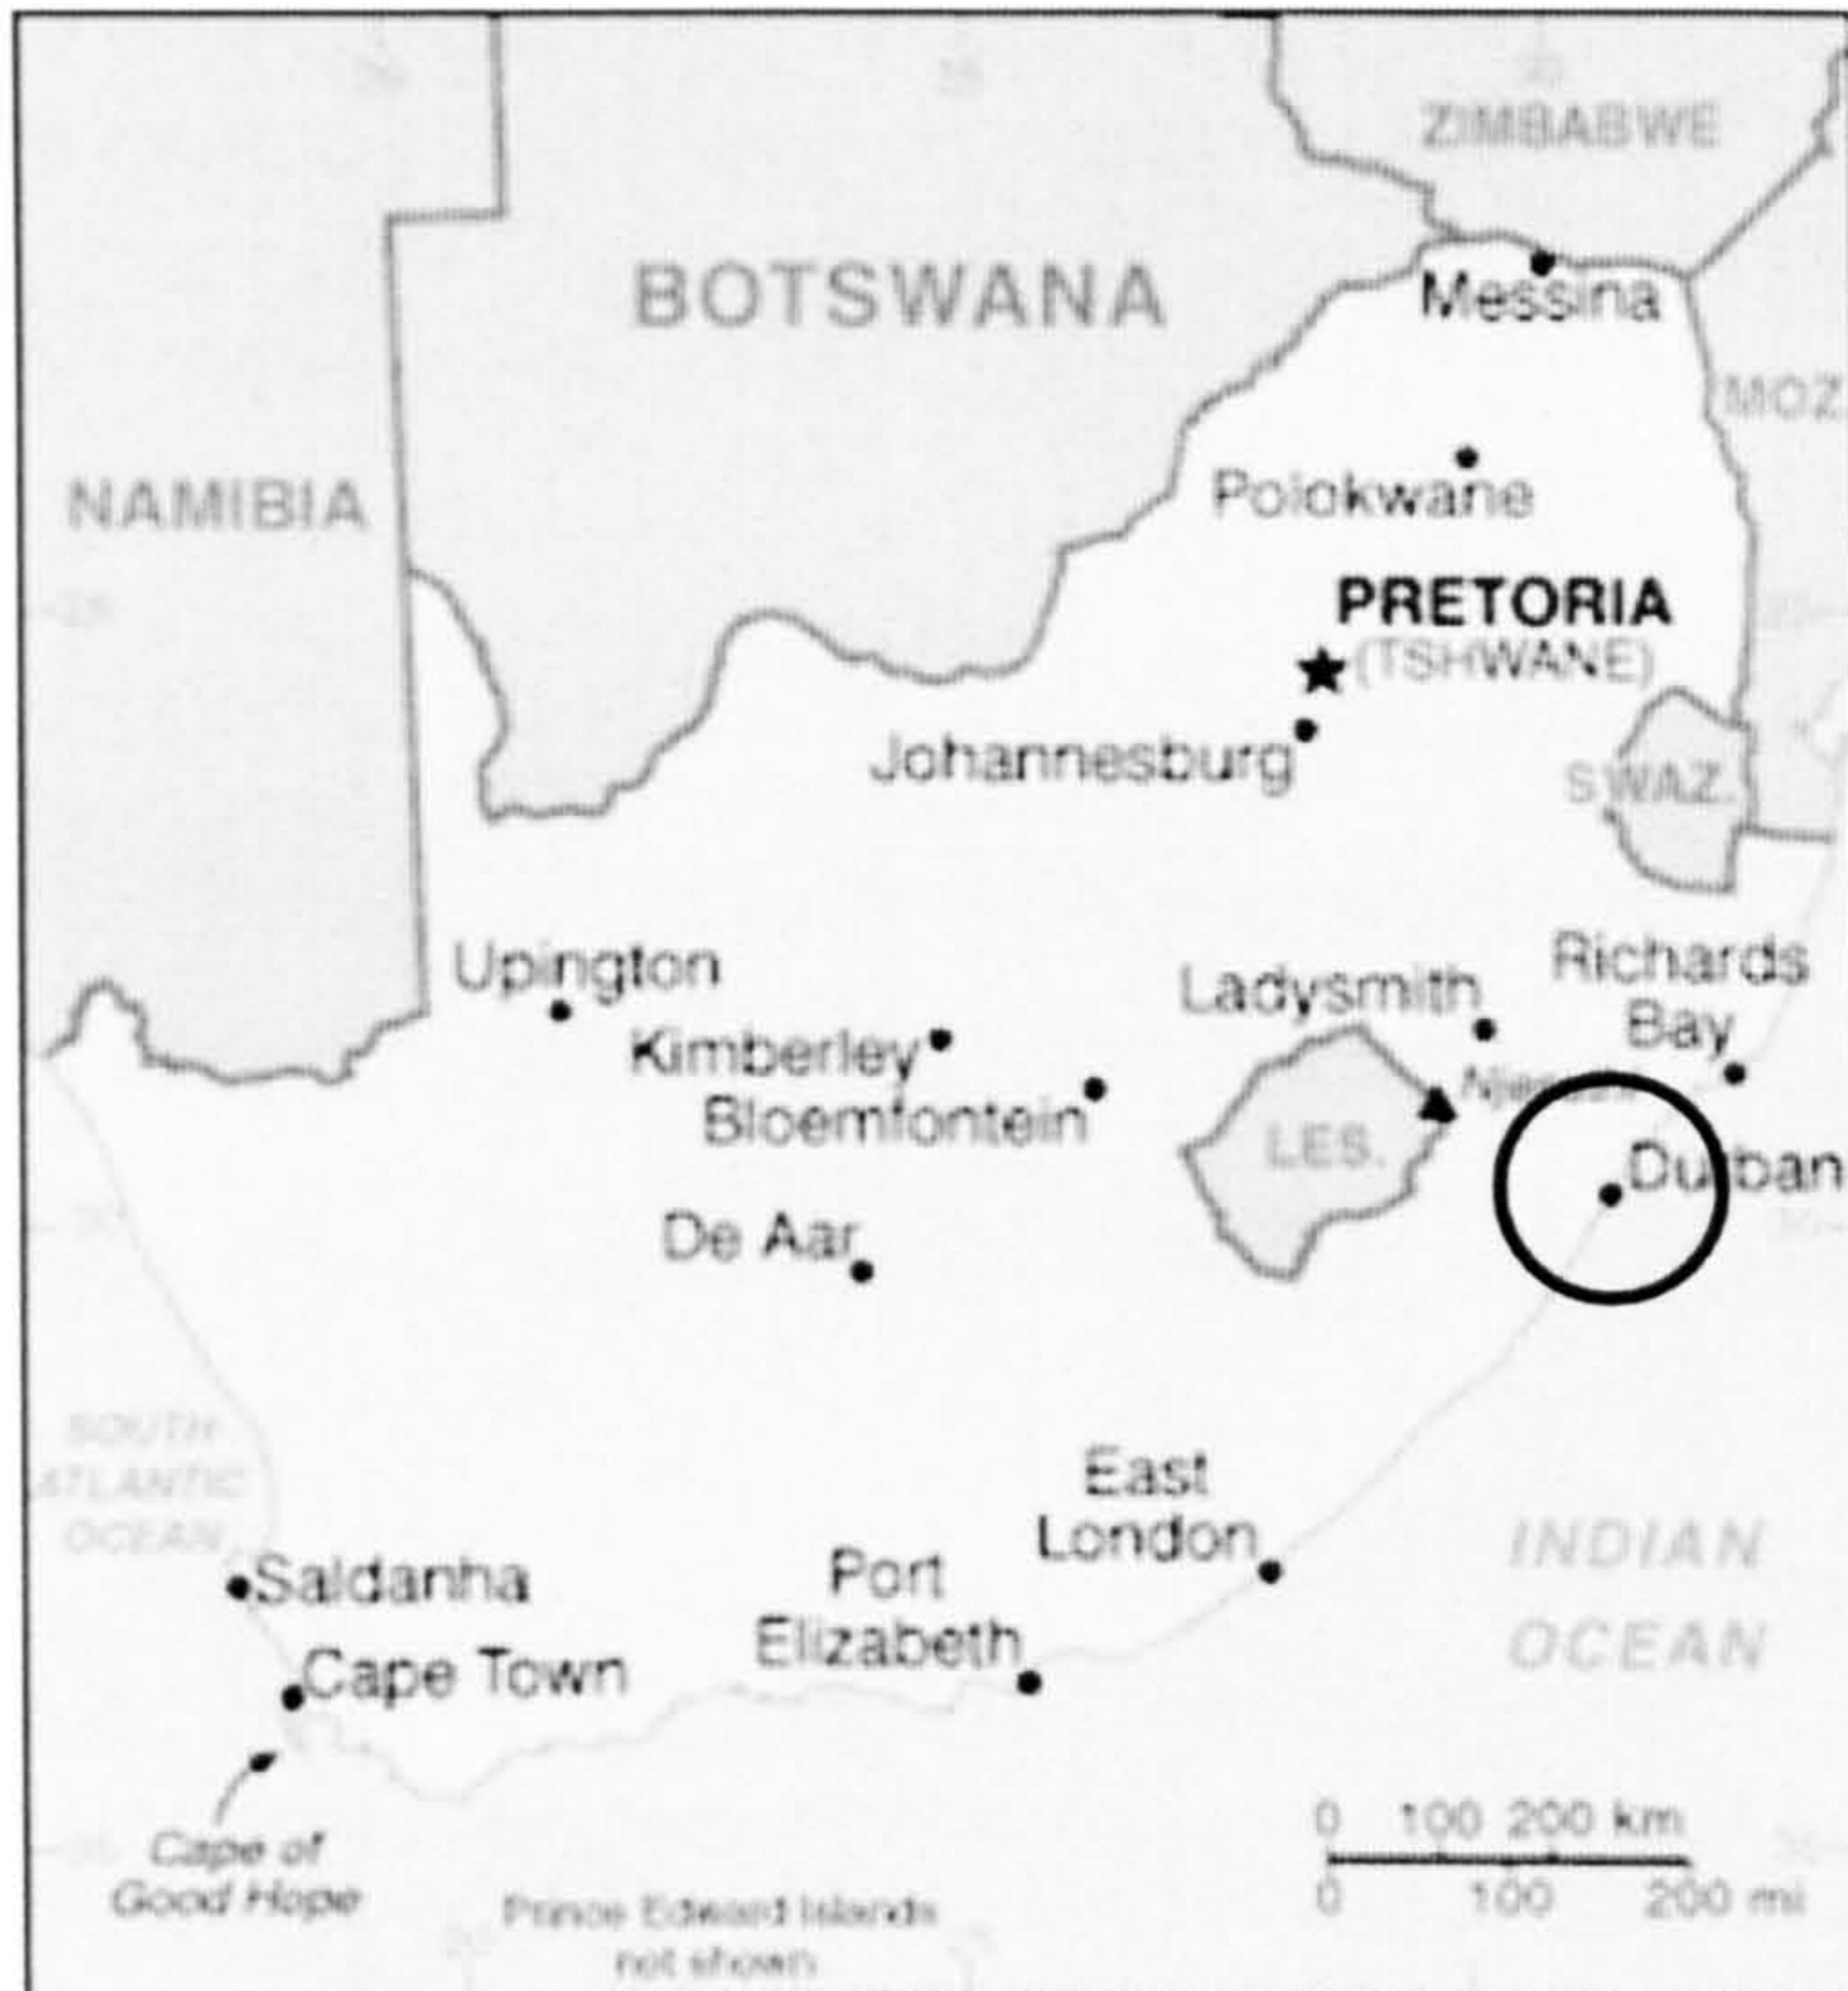 ZIMBABWE
BOTSWANA
Messina
MOZ.
NAMIBIA
Polokwane
PRETORIA
(TSHWANE)
Johannesburg
SWAZ.
Upington
Ladysmith
Richards
Bay
Kimberley
Bloemfontein
LES.
Durban
De Aar
SOUTH
ATLANTIC
OCEAN
East
London
INDIAN
OCEAN
Saldanha
Port
Elizabeth
Cape Town
Cape of
Good Hope
0 100 200 km
0 100 200 mi
Prince Edward Islands
not shown